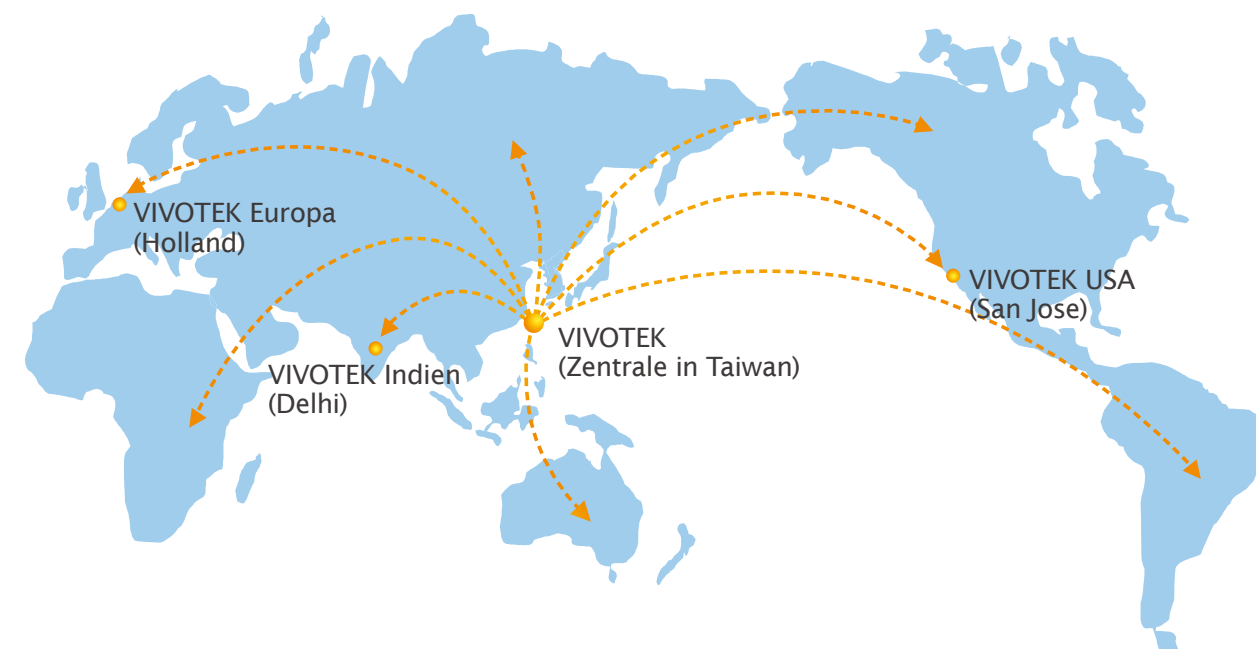 VIVOTEK Europa
(Holland)
VIVOTEK USA
(San Jose)
VIVOTEK
(Zentrale in Taiwan)
VIVOTEK Indien
(Delhi)